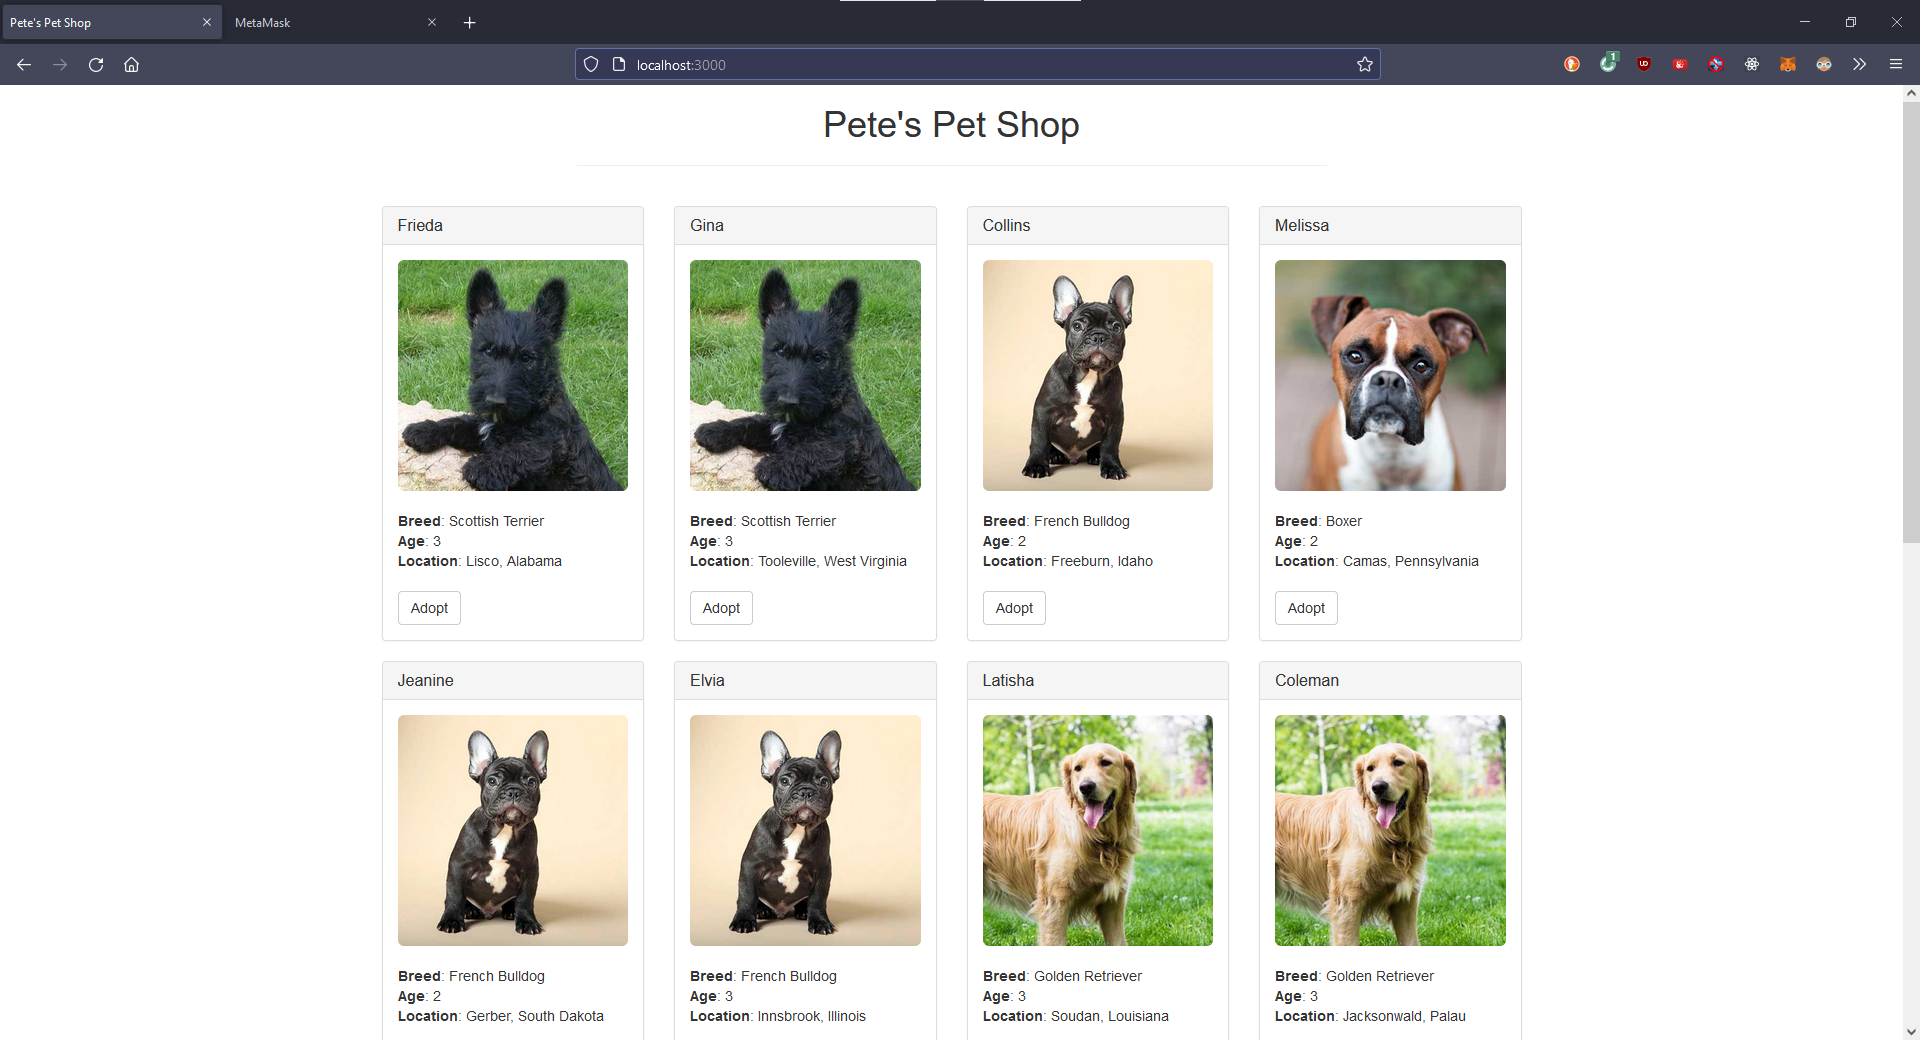 Pete's Pet Shop
MetaMask
localhost:3000
1
Pete's Pet Shop
Frieda
Gina
Collins
Melissa
Breed: Scottish Terrier
Age: 3
Location: Lisco, Alabama
Adopt
Breed: Scottish Terrier
Age: 3
Location: Tooleville, West Virginia
Adopt
Breed: French Bulldog
Age: 2
Location: Freeburn, Idaho
Adopt
Breed: Boxer
Age: 2
Location: Camas, Pennsylvania
Adopt
Jeanine
Elvia
Latisha
Coleman
Breed: French Bulldog
Age: 2
Location: Gerber, South Dakota
Breed: French Bulldog
Age: 3
Location: Innsbrook, Illinois
Breed: Golden Retriever
Age: 3
Location: Soudan, Louisiana
Breed: Golden Retriever
Age: 3
Location: Jacksonwald, Palau